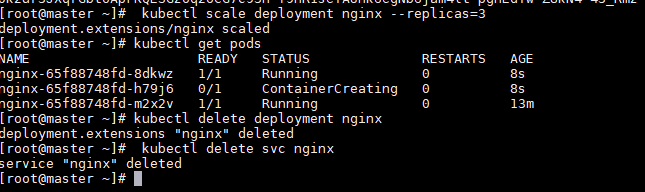 [root@master ~]#  kubectl scale deployment nginx --replicas=3
deployment.extensions/nginx scaled
[root@master ~]# kubectl get pods
NAME READY STATUS RESTARTS AGE
nginx-65f88748fd-8dkwz 1/1 Running 0 8s
nginx-65f88748fd-h79j6 0/1 ContainerCreating 0 8s
nginx-65f88748fd-m2x2v 1/1 Running 0 13m
[root@master ~]# kubectl delete deployment nginx
deployment.extensions "nginx" deleted
[root@master ~]#  kubectl delete svc nginx
service "nginx" deleted
[root@master ~]#